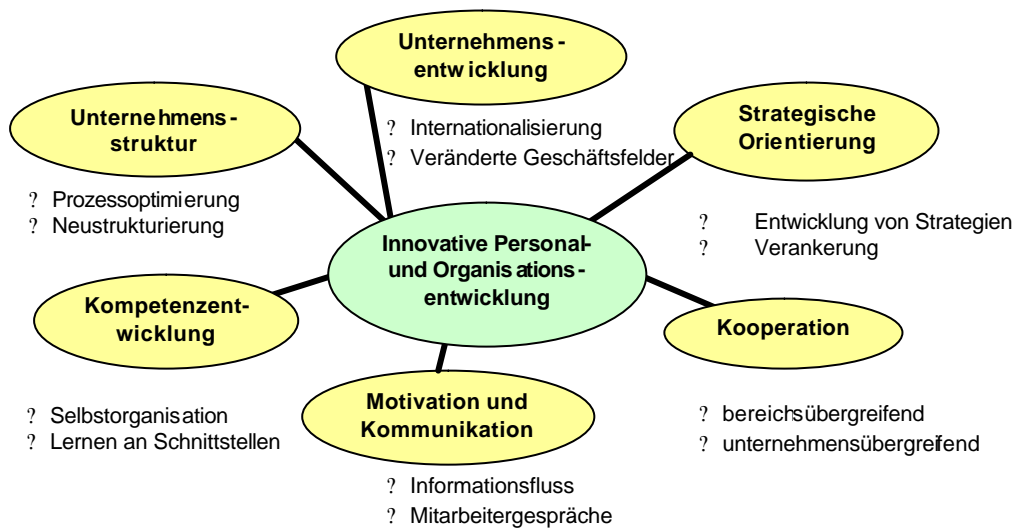 Unternehmens-
entwicklung
? Internationalisierung
? Veränderte Geschäftsfelder
Unternehmens-
struktur
? Prozessoptimierung
? Neustrukturierung
Strategische
Orientierung
? Entwicklung von Strategien
? Verankerung
Innovative Personal-
und Organisations-
entwicklung
Kompetenzent-
wicklung
? Selbstorganisation
? Lernen an Schnittstellen
Motivation und
Kommunikation
? Informationsfluss
? Mitarbeitergespräche
Kooperation
? bereichsübergreifend
? unternehmensübergreifend